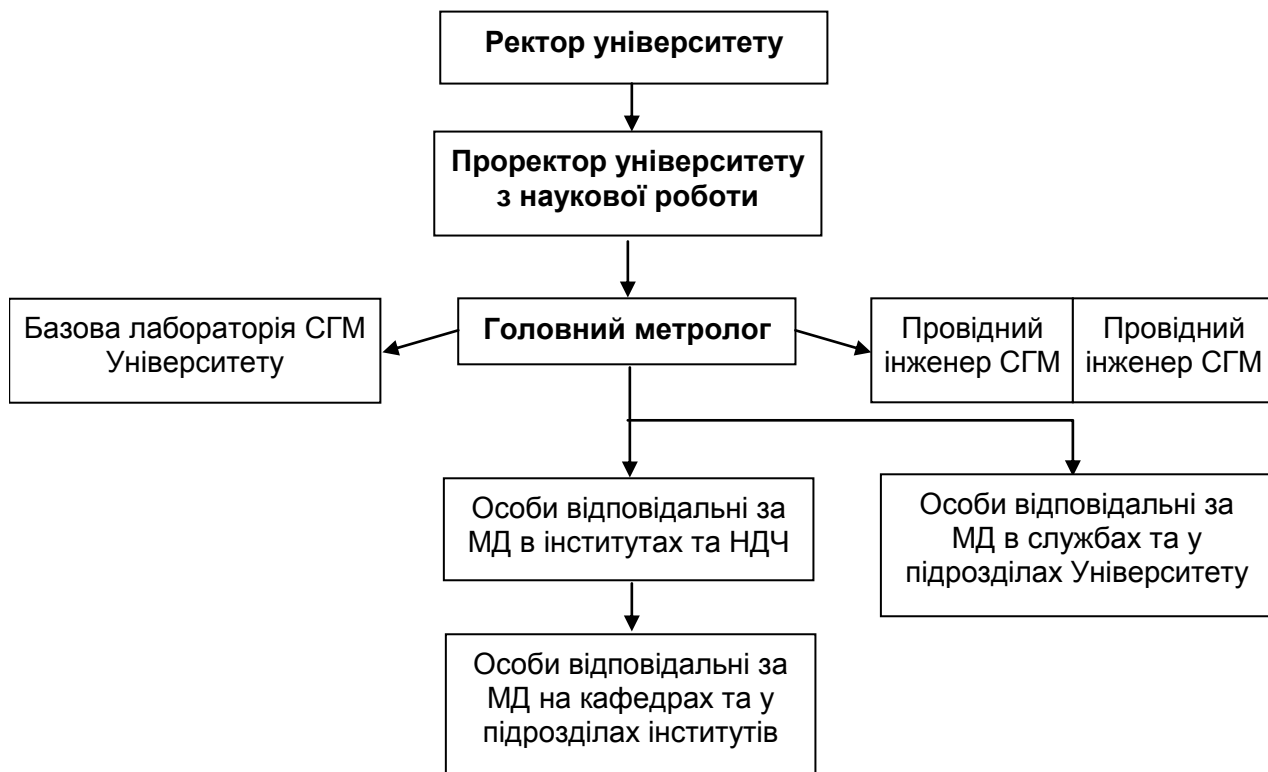 Ректор університету
Проректор університету
з наукової роботи
Базова лабораторія СГМ
Університету
Головний метролог
Провідний
інженер СГМ
Провідний
інженер СГМ
Особи відповідальні за
МД в інститутах та НДЧ
Особи відповідальні за
МД в службах та у
підрозділах Університету
Особи відповідальні за
МД на кафедрах та у
підрозділах інститутів